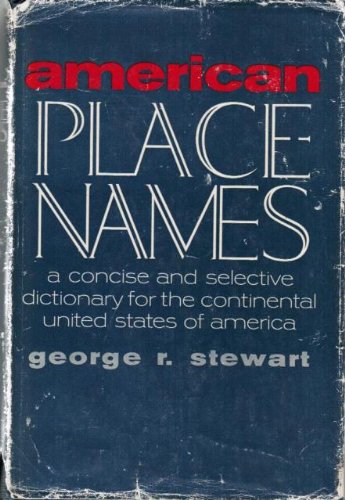 american
PLACE
NAMES
a concise and selective
dictionary for the continental
united states of america
george r. stewart